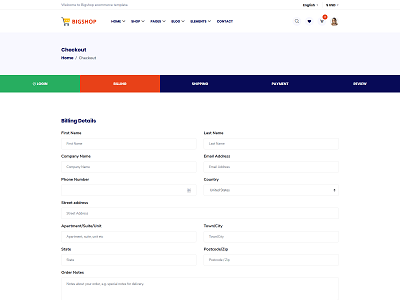 Welcome to Bigshop ecommerce template
English
$ USD
BIGSHOP
HOME SHOP PAGES BLOG ELEMENTS CONTACT
Checkout
Home / Checkout
LOGIN BILLING SHIPPING PAYMENT REVIEW
Billing Details
First Name Last Name
First Name Last Name
Company Name Email Address
Company Name Email Address
Phone Number Country
United States
Street address
Street Address
Apartment/Suite/Unit Town/City
Apartment, suite, unit etc Town/City
State Postcode/Zip
State Postcode / Zip
Order Notes
Notes about your order, e.g. special notes for delivery.